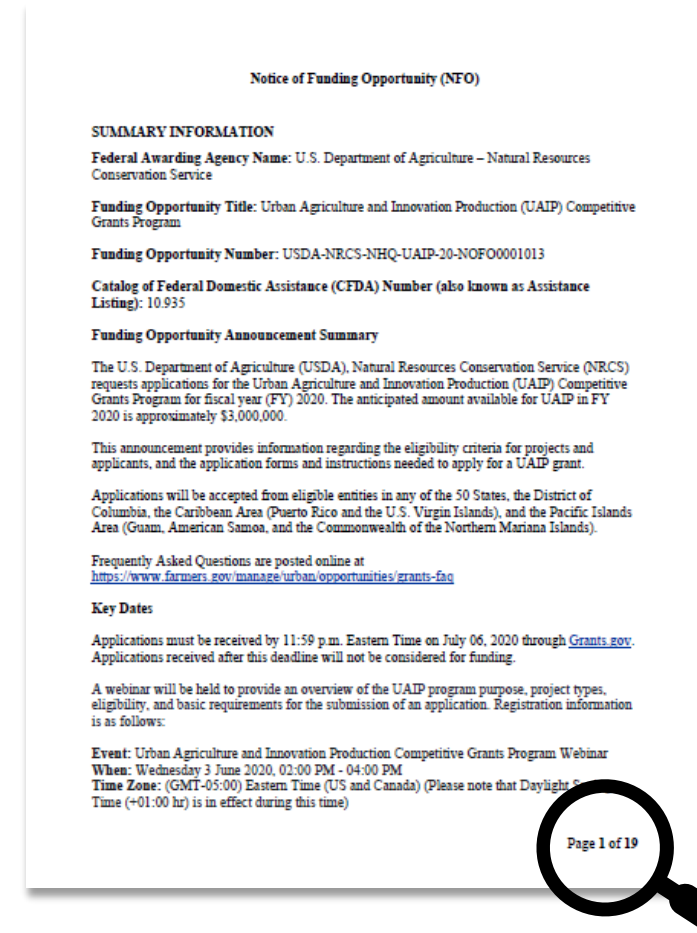 Notice of Funding Opportunity (NFO)
SUMMARY INFORMATION
Federal Awarding Agency Name: U.S. Department of Agriculture – Natural Resources
Conservation Service
Funding Opportunity Title: Urban Agriculture and Innovation Production (UAIP) Competitive
Grants Program
Funding Opportunity Number: USDA-NRCS-NHQ-UAIP-20-NOFO0001013
Catalog of Federal Domestic Assistance (CFDA) Number (also known as Assistance
Listing): 10.935
Funding Opportunity Announcement Summary
The U.S. Department of Agriculture (USDA), Natural Resources Conservation Service (NRCS)
requests applications for the Urban Agriculture and Innovation Production (UAIP) Competitive
Grants Program for fiscal year (FY) 2020. The anticipated amount available for UAIP in FY
2020 is approximately $3,000,000.
This announcement provides information regarding the eligibility criteria for projects and
applicants, and the application forms and instructions needed to apply for a UAIP grant.
Applications will be accepted from eligible entities in any of the 50 States, the District of
Columbia, the Caribbean Area (Puerto Rico and the U.S. Virgin Islands), and the Pacific Islands
Area (Guam, American Samoa, and the Commonwealth of the Northern Mariana Islands).
Frequently Asked Questions are posted online at
https://www.farmers.gov/manage/urban/opportunities/grants-faq
Key Dates
Applications must be received by 11:59 p.m. Eastern Time on July 06, 2020 through Grants.gov.
Applications received after this deadline will not be considered for funding.
A webinar will be held to provide an overview of the UAIP program purpose, project types,
eligibility, and basic requirements for the submission of an application. Registration information
is as follows:
Event: Urban Agriculture and Innovation Production Competitive Grants Program Webinar
When: Wednesday 3 June 2020, 02:00 PM - 04:00 PM
Time Zone: (GMT-05:00) Eastern Time (US and Canada) (Please note that Daylight
Time (+01:00 hr) is in effect during this time)
Page 1 of 19